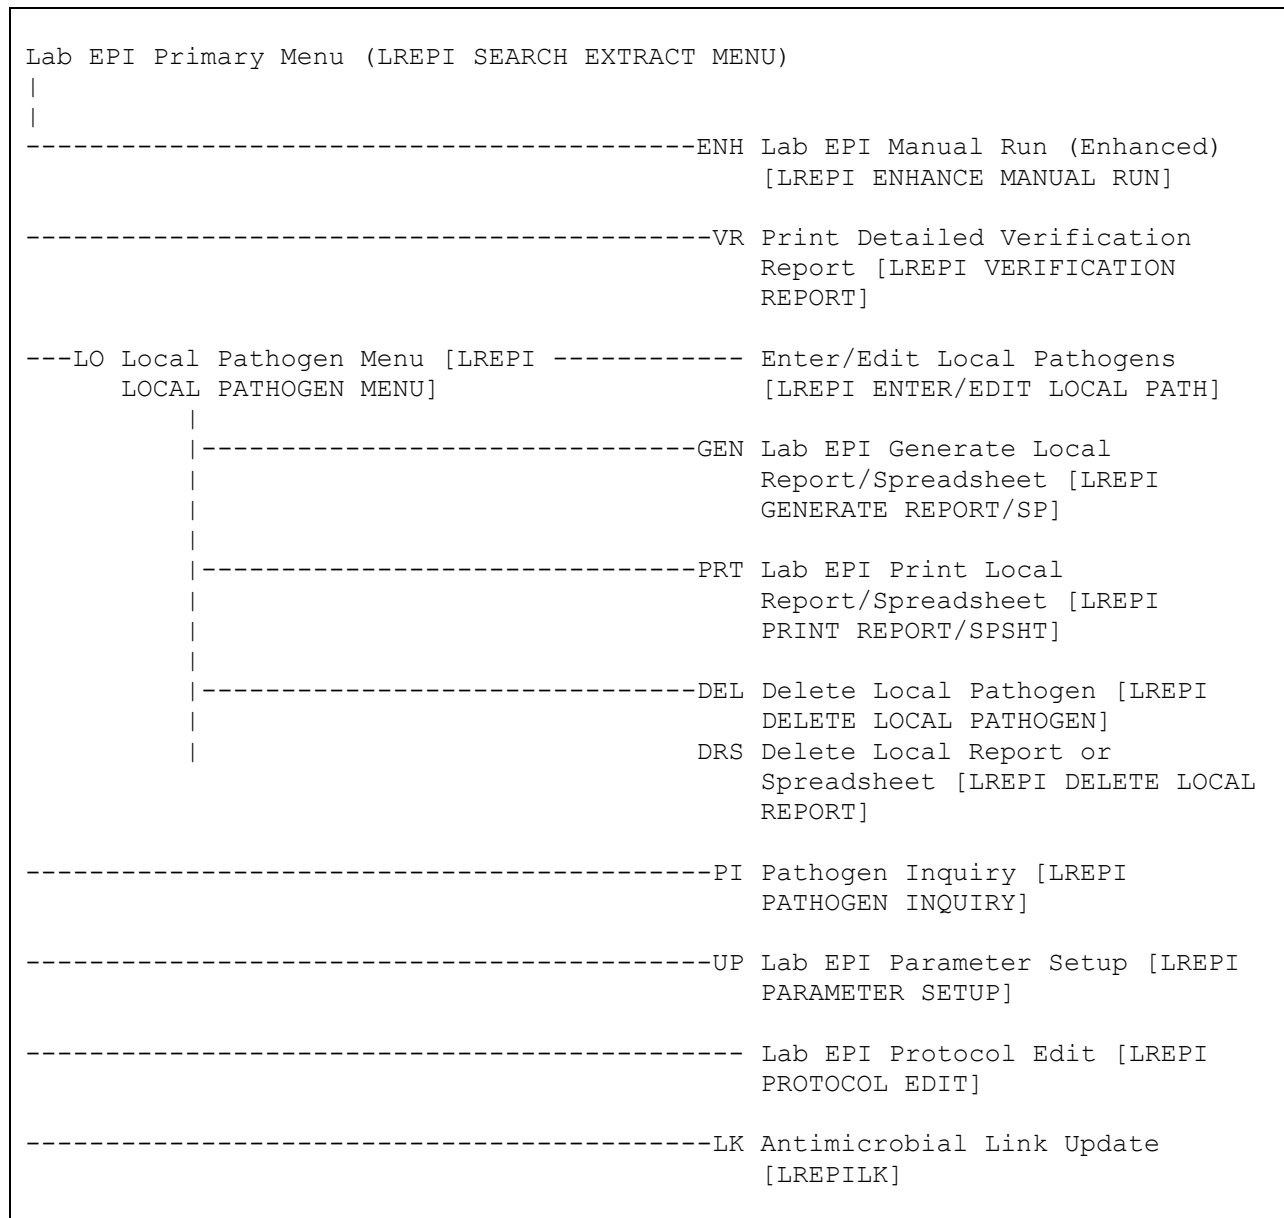 Lab EPI Primary Menu (LREPI SEARCH EXTRACT MENU)
|
|
------------------------------------------ENH Lab EPI Manual Run (Enhanced)
[LREPI ENHANCE MANUAL RUN]
-------------------------------------------VR Print Detailed Verification
Report [LREPI VERIFICATION
REPORT]
---LO Local Pathogen Menu [LREPI ------------ Enter/Edit Local Pathogens
LOCAL PATHOGEN MENU] [LREPI ENTER/EDIT LOCAL PATH]
|
|-------------------------------GEN Lab EPI Generate Local
| Report/Spreadsheet [LREPI
| GENERATE REPORT/SP]
|
|-------------------------------PRT Lab EPI Print Local
| Report/Spreadsheet [LREPI
| PRINT REPORT/SPSHT]
|
|-------------------------------DEL Delete Local Pathogen [LREPI
| DELETE LOCAL PATHOGEN]
| DRS Delete Local Report or
Spreadsheet [LREPI DELETE LOCAL
REPORT]
-------------------------------------------PI Pathogen Inquiry [LREPI
PATHOGEN INQUIRY]
-------------------------------------------UP Lab EPI Parameter Setup [LREPI
PARAMETER SETUP]
--------------------------------------------- Lab EPI Protocol Edit [LREPI
PROTOCOL EDIT]
-------------------------------------------LK Antimicrobial Link Update
[LREPILK]